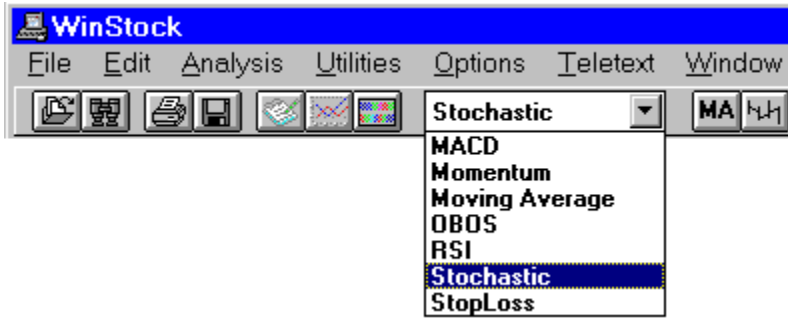 WinStock
File Edit Analysis Utilities Options Teletext Window
Stochastic MA
MACD
Momentum
Moving Average
OBOS
RSI
Stochastic
StopLoss